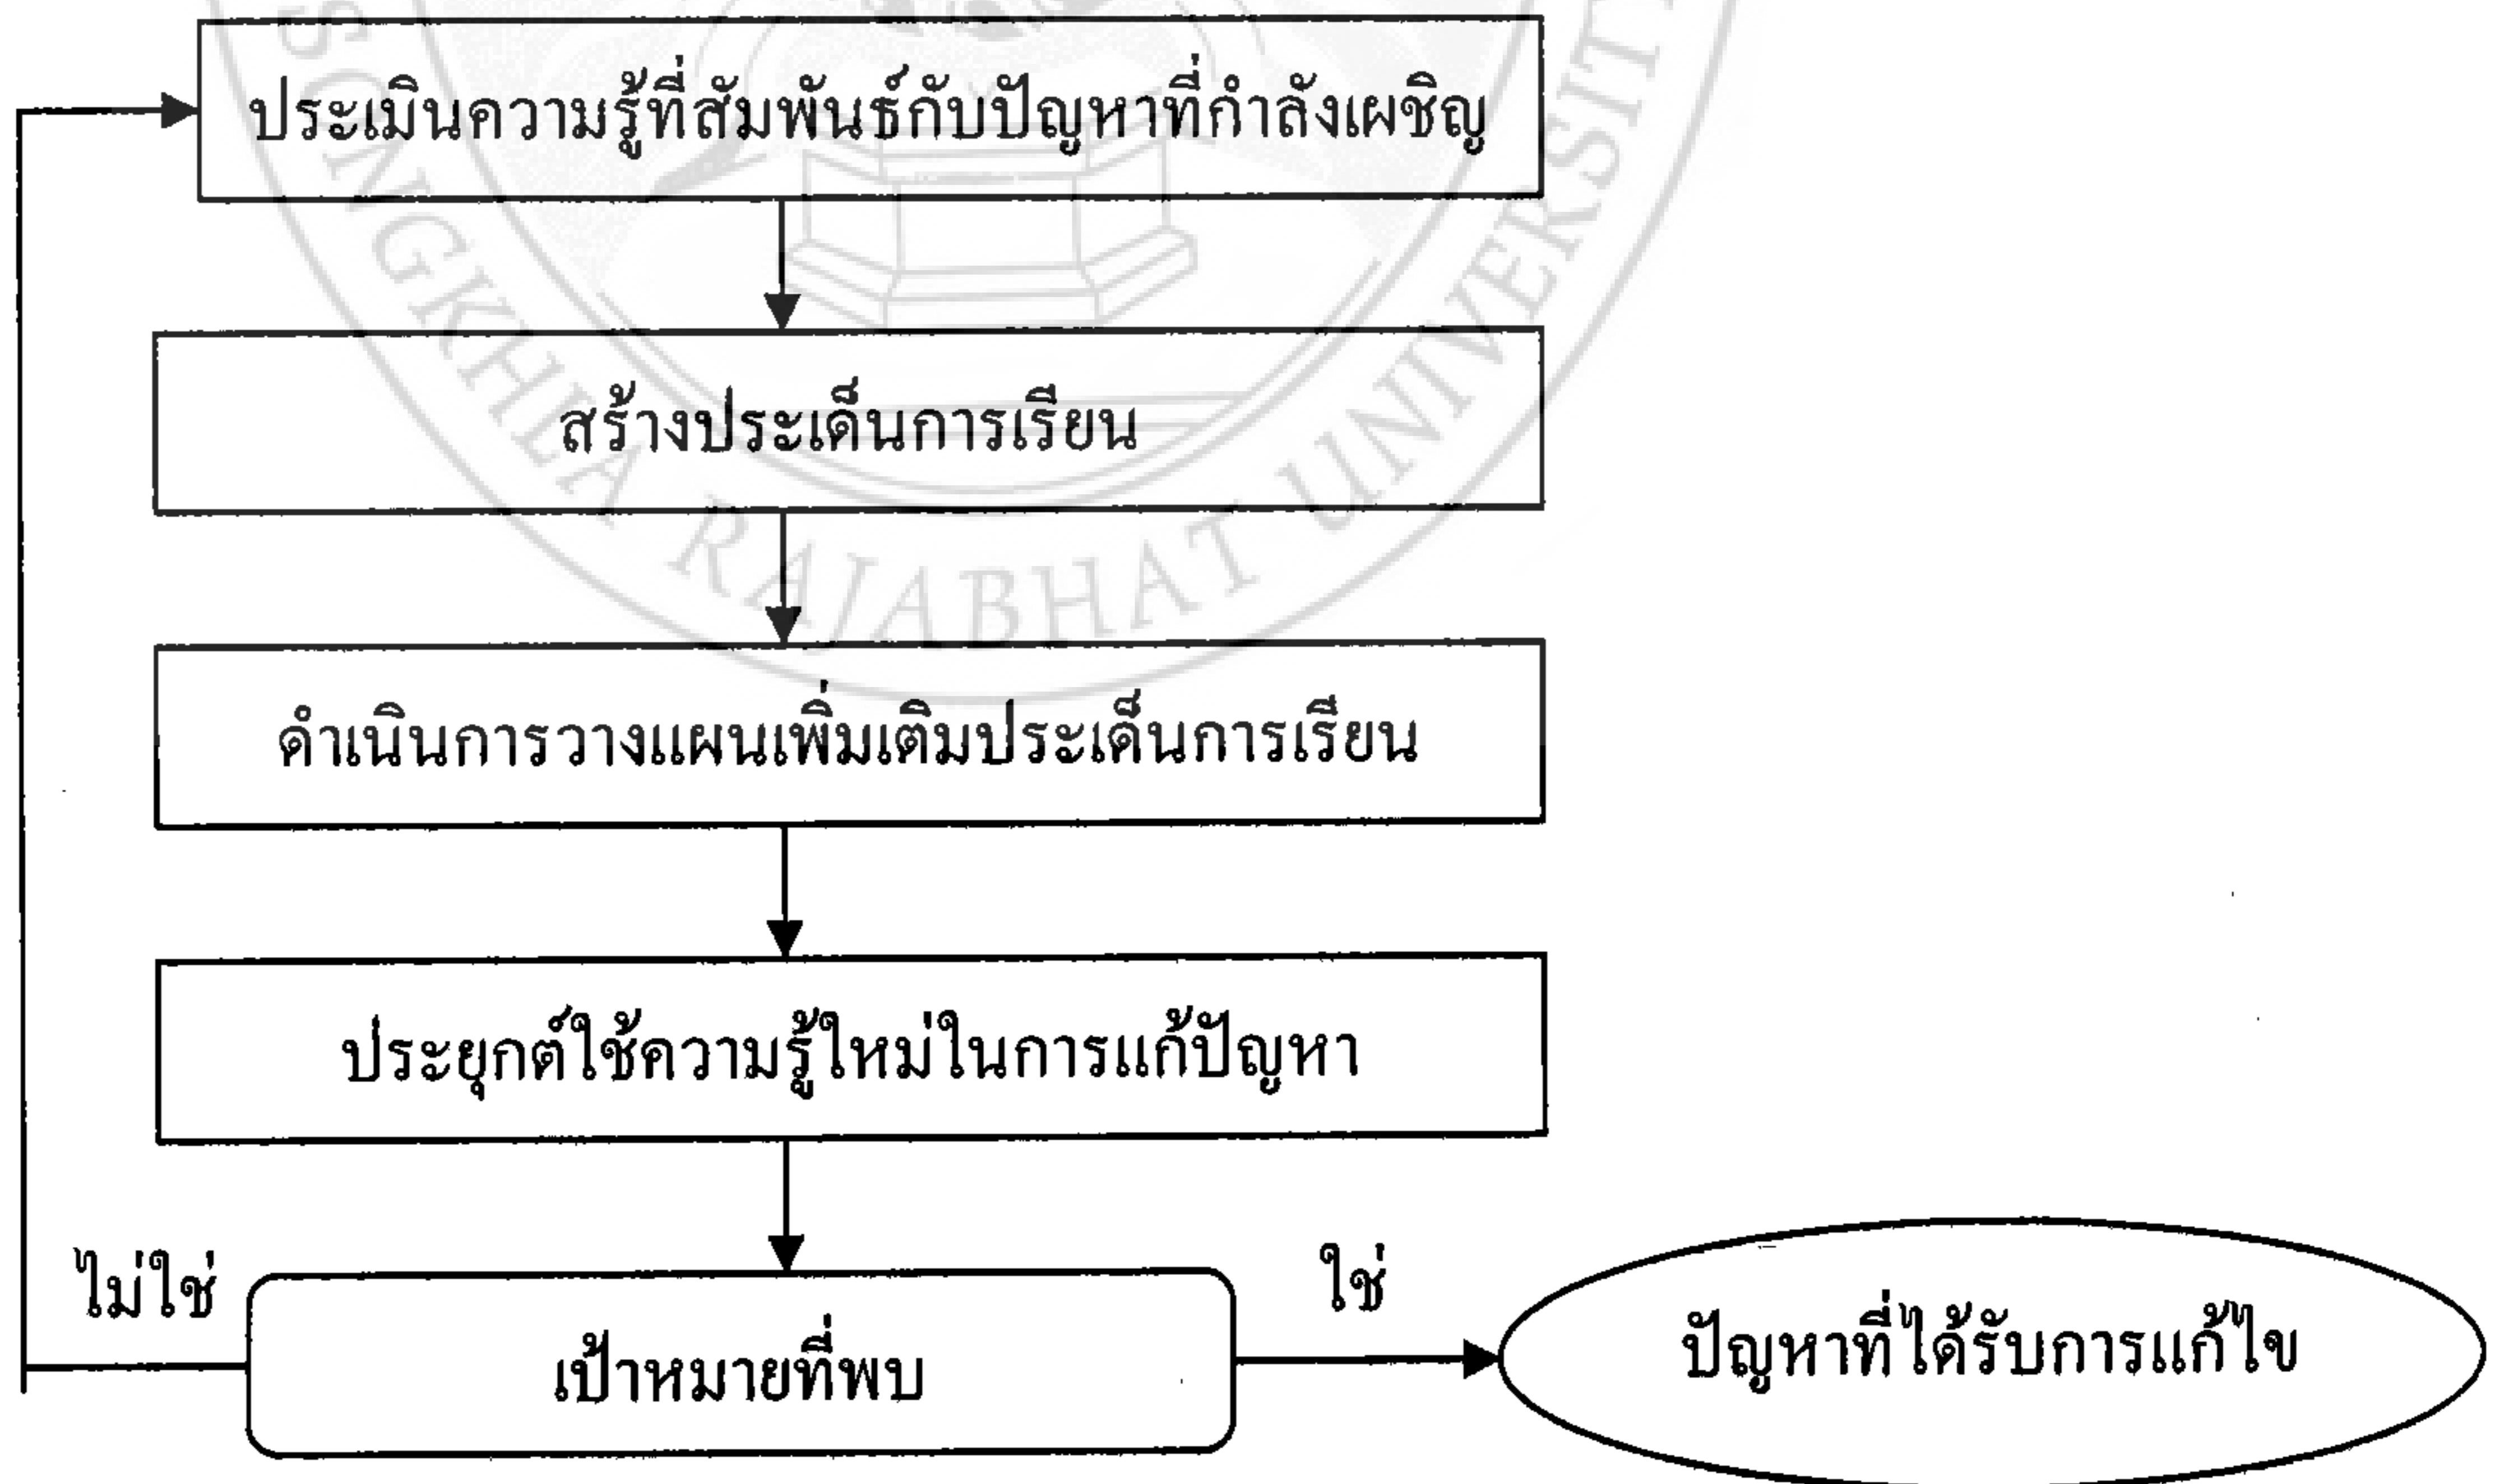 ประเมินความรู้ที่สัมพันธ์กับปัญหาที่กำลังเผชิญ
สร้างประเด็นการเรียน
ดำเนินการวางแผนเพิ่มเติมประเด็นการเรียน
ประยุกต์ใช้ความรู้ใหม่ในการแก้ปัญหา
ไม่ใช่
เป้าหมายที่พบ
ใช่
ปัญหาที่ได้รับการแก้ไข
SONGKHLA RAJABHAT UNIVERSIT